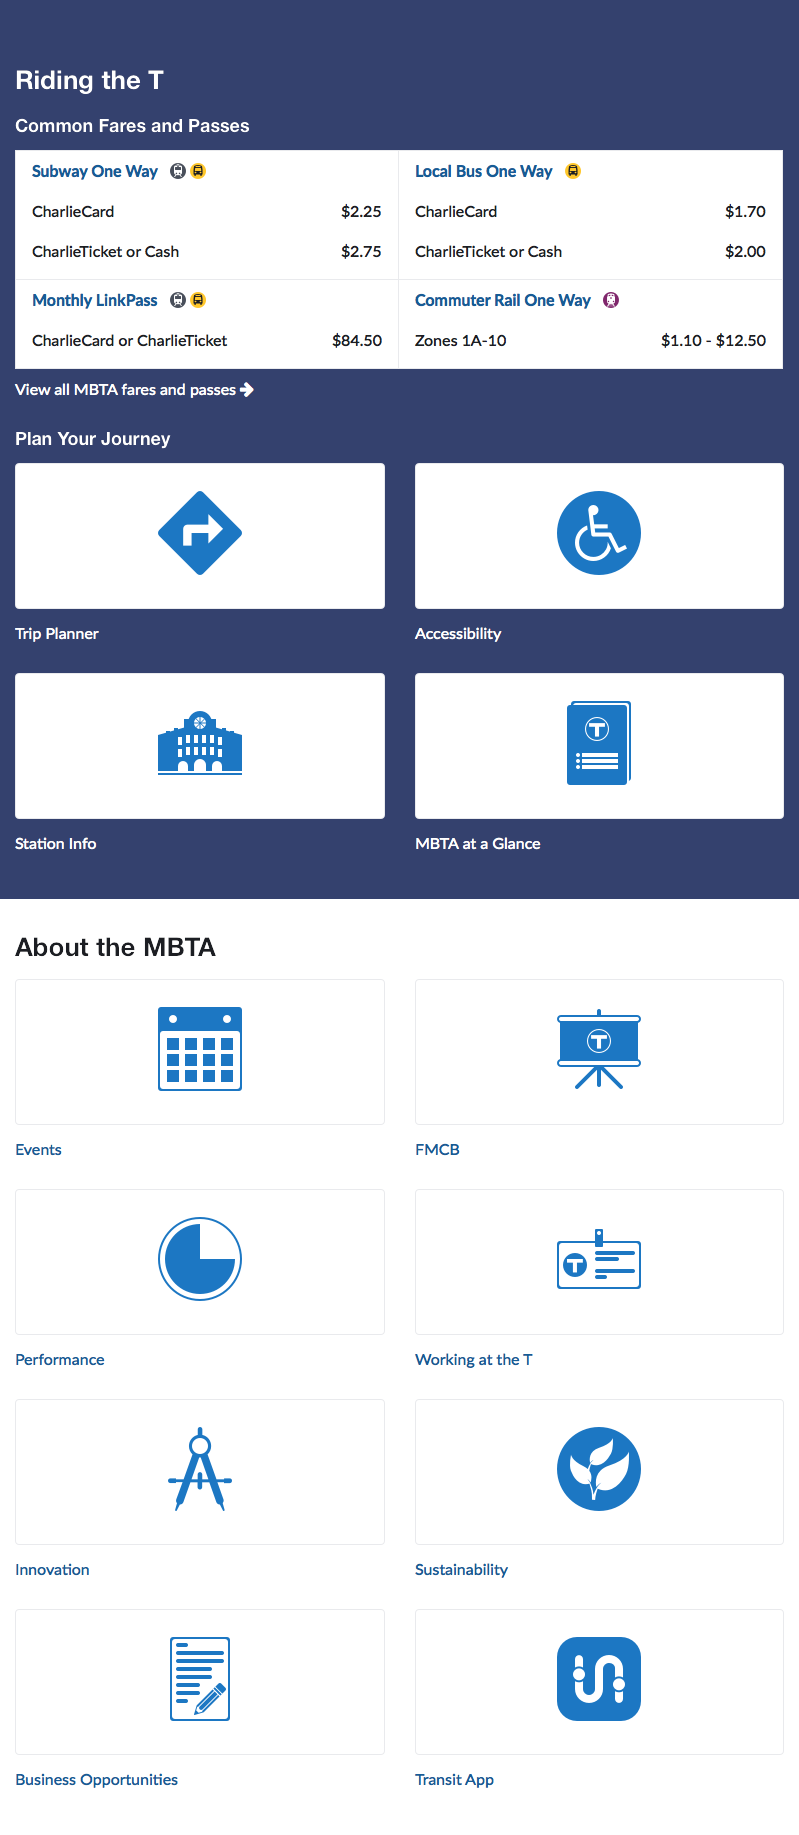 Riding the T
Common Fares and Passes
Subway One Way
CharlieCard $2.25
CharlieTicket or Cash $2.75
Local Bus One Way
CharlieCard $1.70
CharlieTicket or Cash $2.00
Monthly LinkPass
CharlieCard or CharlieTicket $84.50
Commuter Rail One Way
Zones 1A-10 $1.10 - $12.50
View all MBTA fares and passes
Plan Your Journey
Trip Planner
Accessibility
T
Station Info
MBTA at a Glance
About the MBTA
T
Events
FMCB
T
Performance
Working at the T
Innovation
Sustainability
Business Opportunities
Transit App